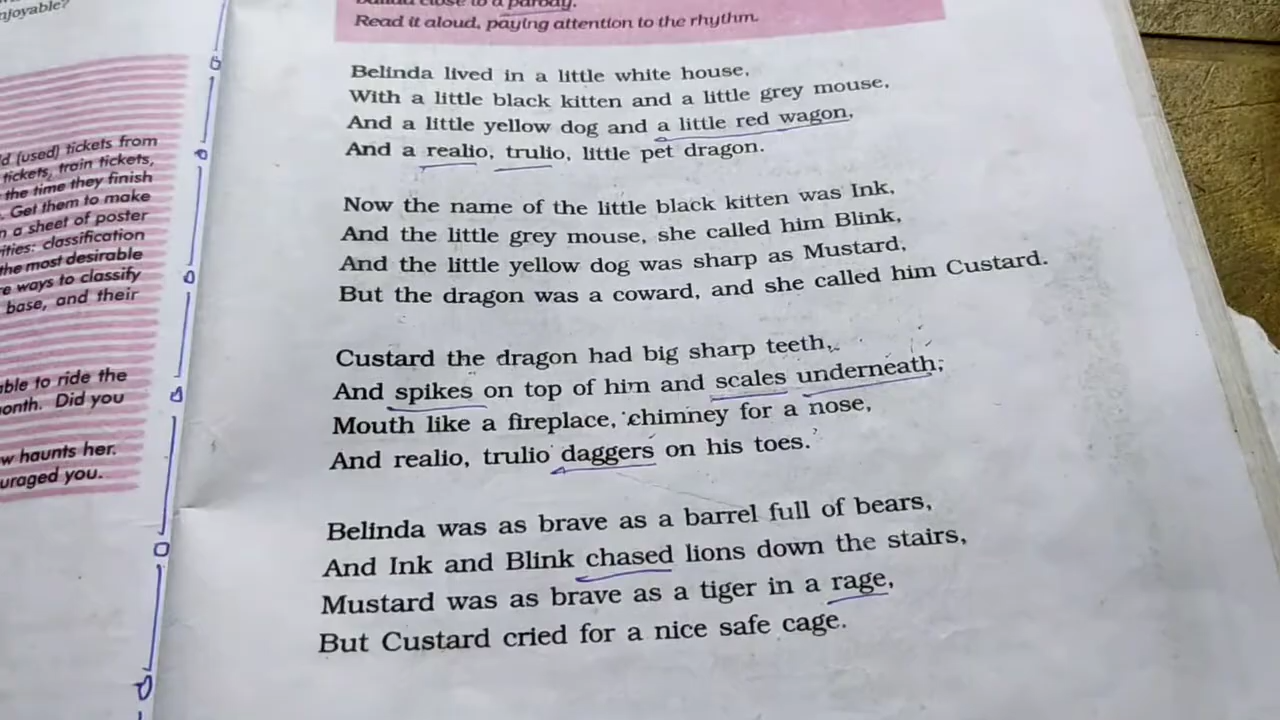 njoyable?
d (used) tickets from
tickets, train tickets,
the time they finish
. Get them to make
n a sheet of poster
ities: classification
the most desirable
e ways to classify
base, and their
able to ride the
onth. Did you
w haunts her.
uraged you.
ballad close to a parody.
Read it aloud, paying attention to the rhythm.
Belinda lived in a little white house,
With a little black kitten and a little grey mouse,
And a little yellow dog and a little red wagon,
And a realio, trulio, little pet dragon.
Now the name of the little black kitten was Ink,
And the little grey mouse, she called him Blink,
And the little yellow dog was sharp as Mustard,
But the dragon was a coward, and she called him Custard.
Custard the dragon had big sharp teeth,
And spikes on top of him and scales underneath;
Mouth like a fireplace, chimney for a nose,
And realio, trulio daggers on his toes.
Belinda was as brave as a barrel full of bears,
And Ink and Blink chased lions down the stairs,
Mustard was as brave as a tiger in a rage,
But Custard cried for a nice safe cage.